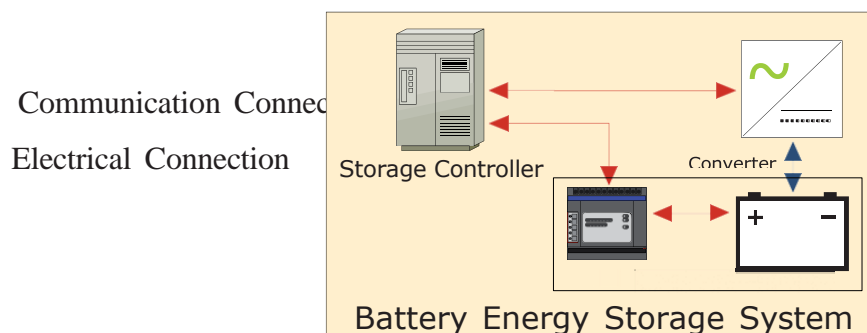 Communication Connec
Electrical Connection
Storage Controller
Converter
+ −
Battery Energy Storage System